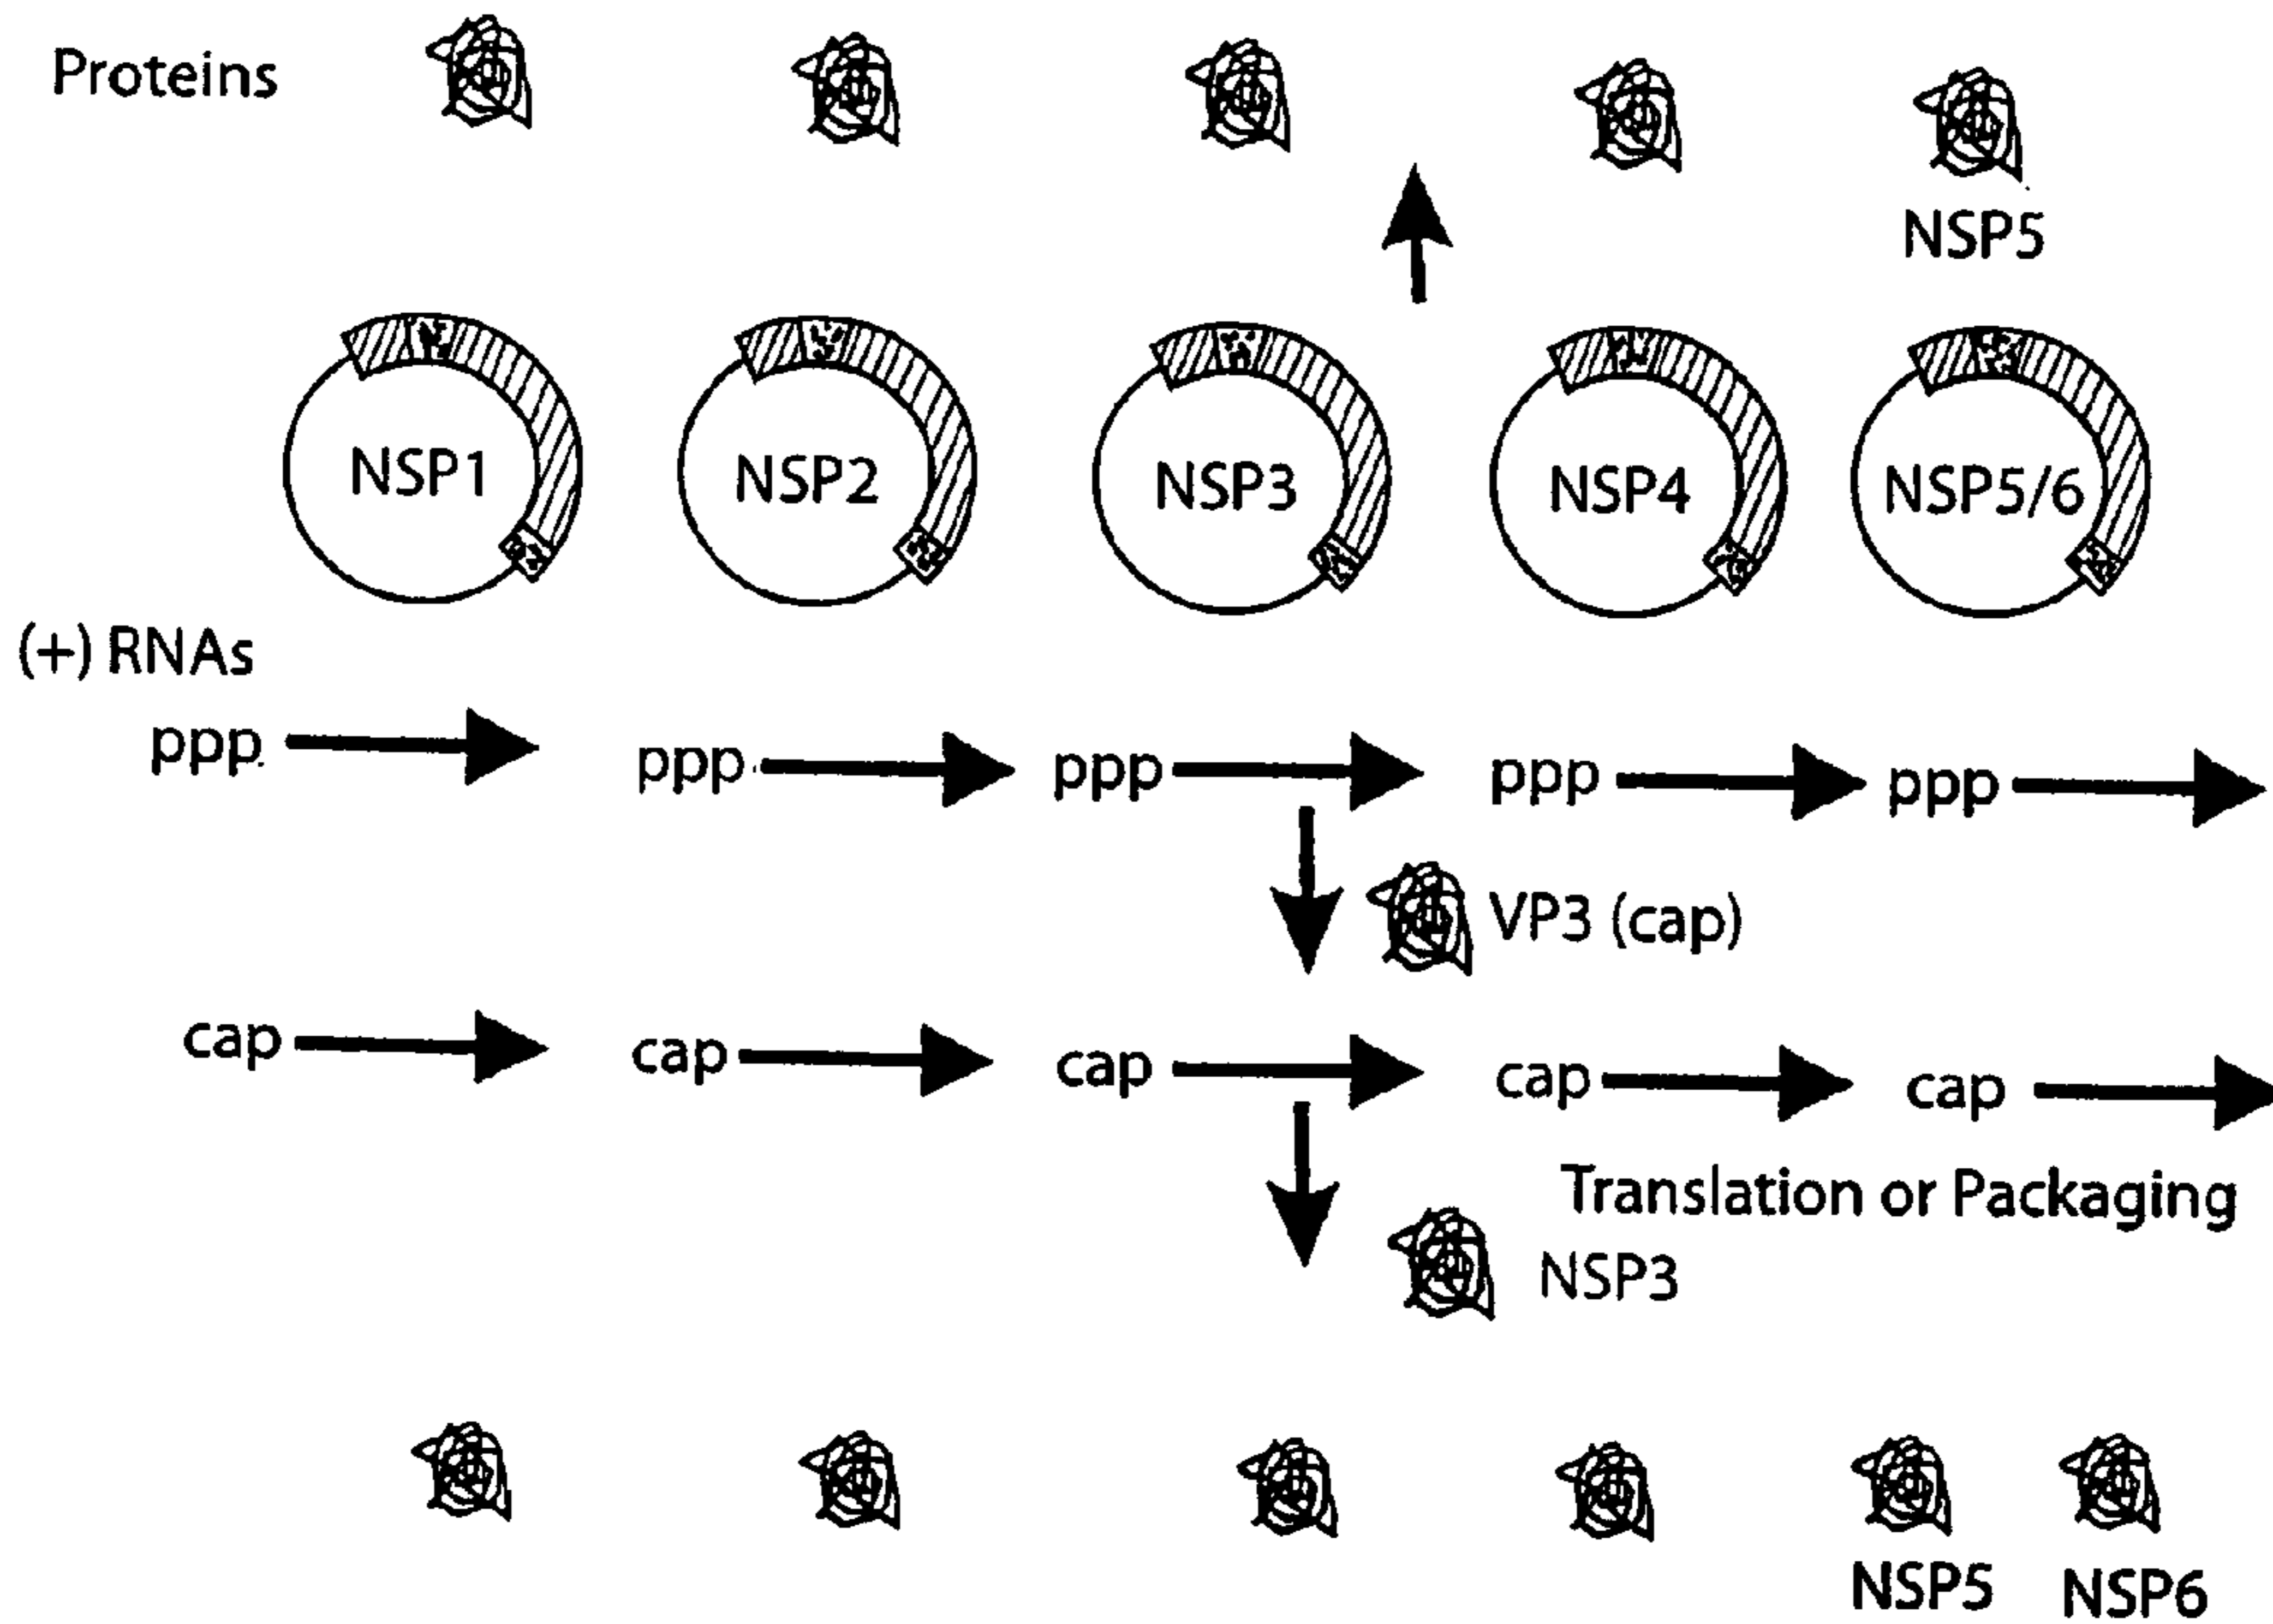 Proteins
NSP5
NSP1
NSP2
NSP3
NSP4
NSP5/6
(+) RNAs
ppp
ppp
ppp
ppp
ppp
VP3 (cap)
cap
cap
cap
cap
cap
Translation or Packaging
NSP3
NSP5
NSP6